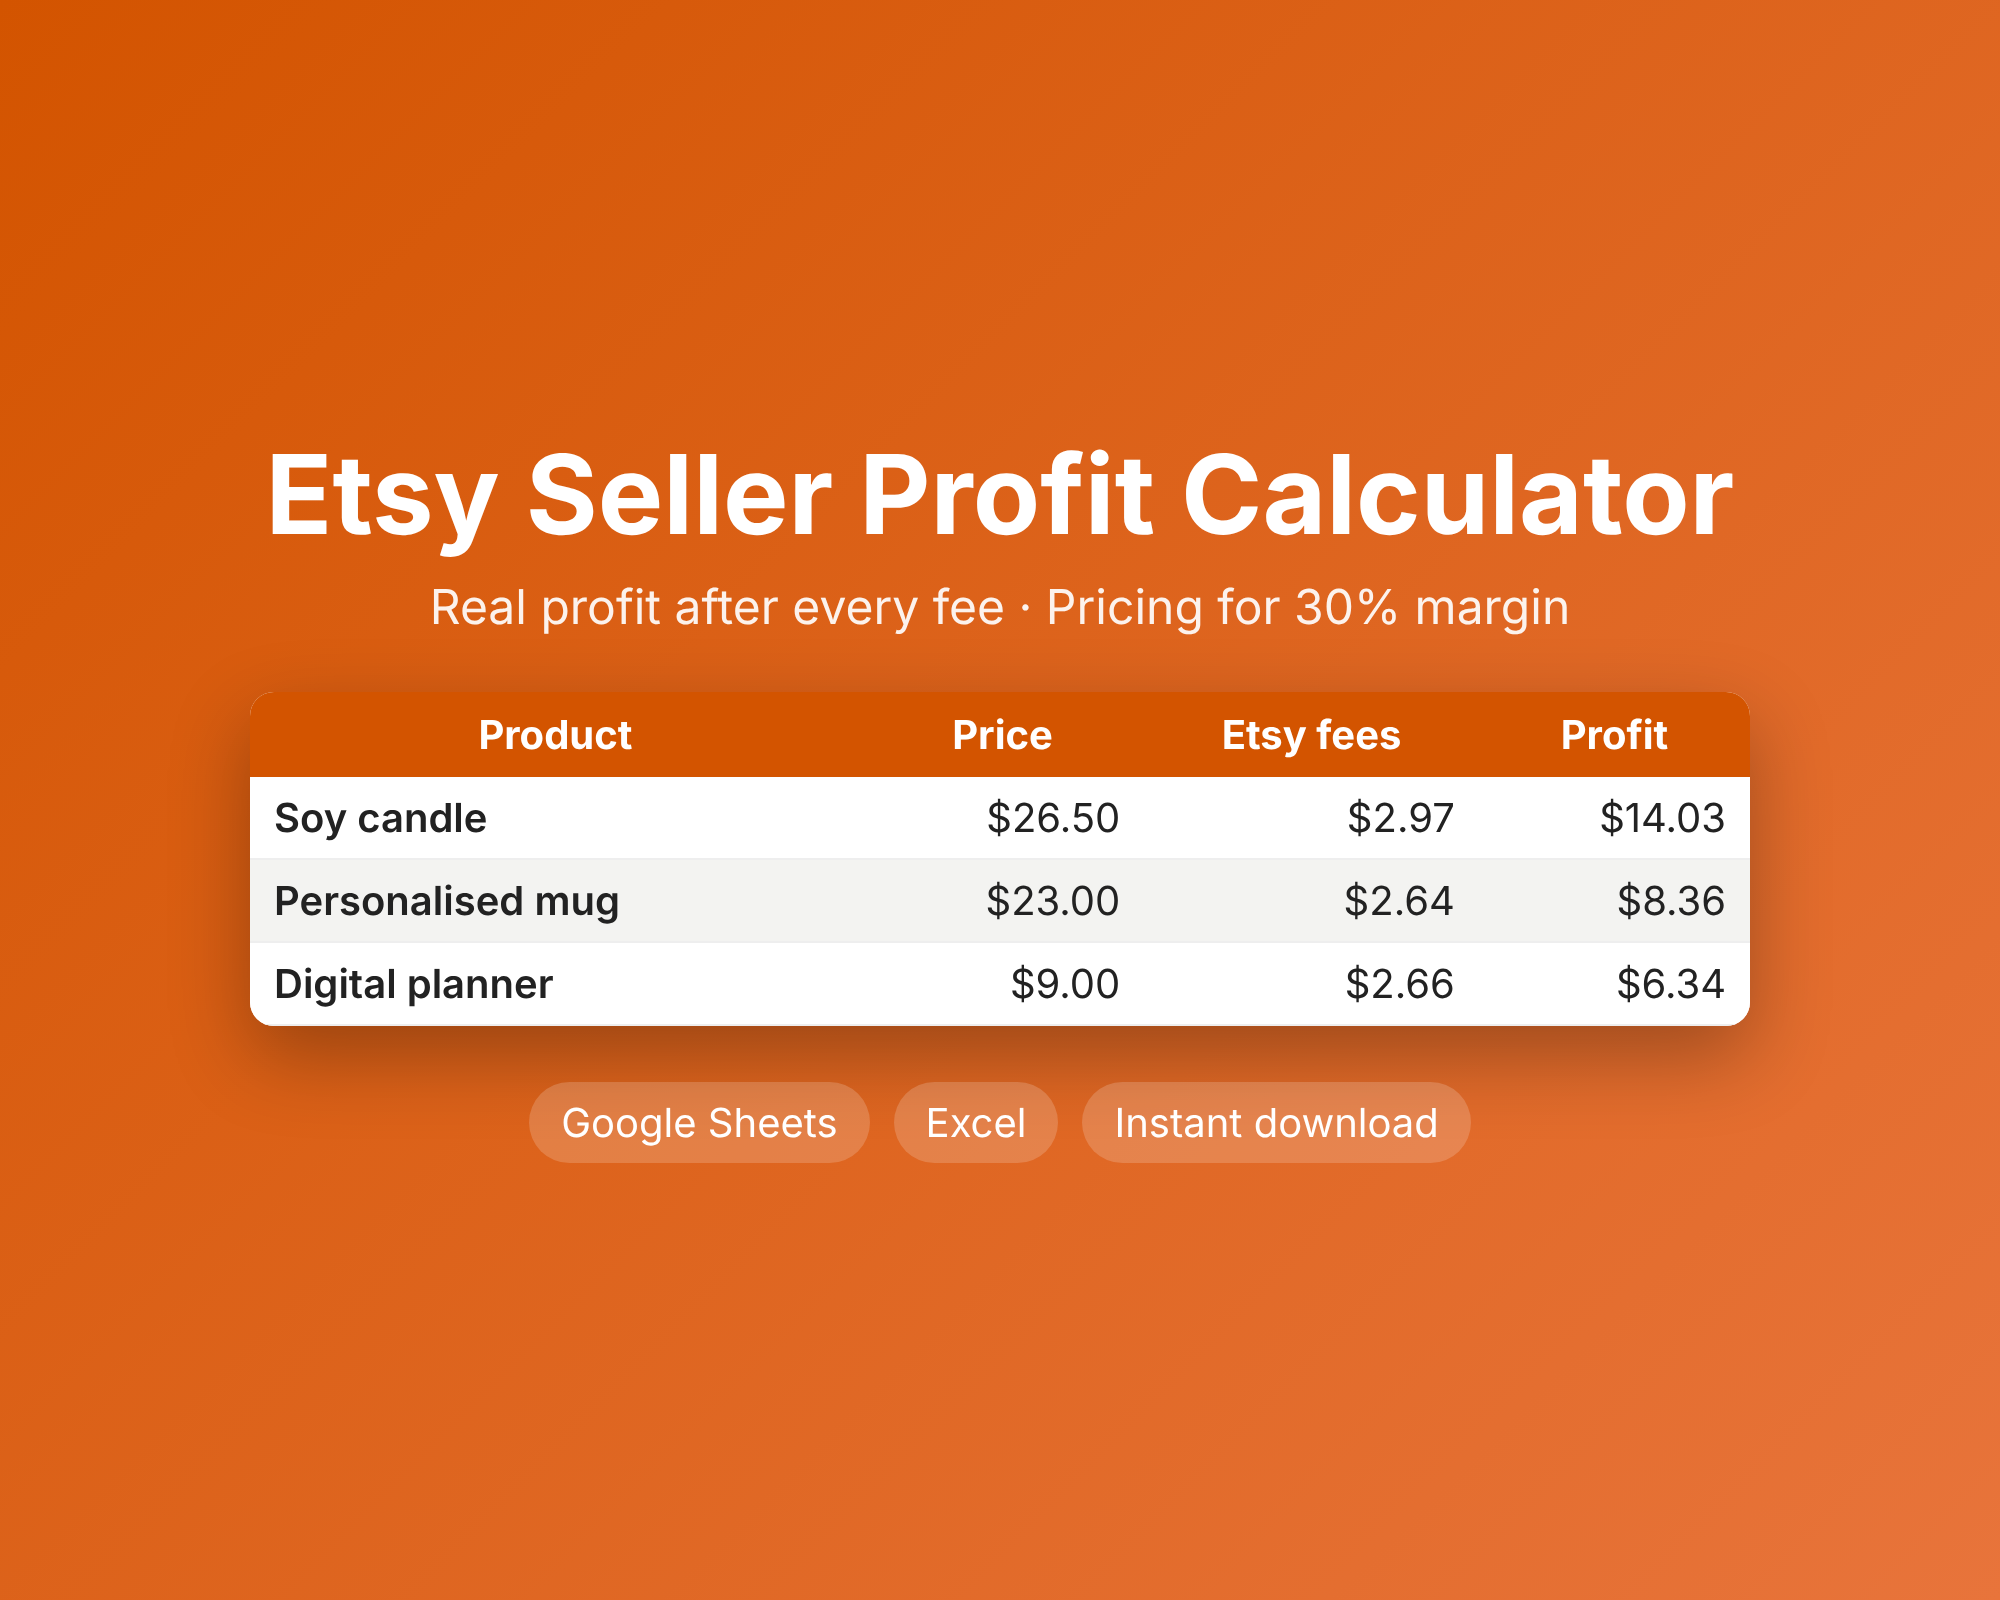 Etsy Seller Profit Calculator
Real profit after every fee · Pricing for 30% margin
Product Price Etsy fees Profit
Soy candle $26.50 $2.97 $14.03
Personalised mug $23.00 $2.64 $8.36
Digital planner $9.00 $2.66 $6.34
Google Sheets Excel Instant download